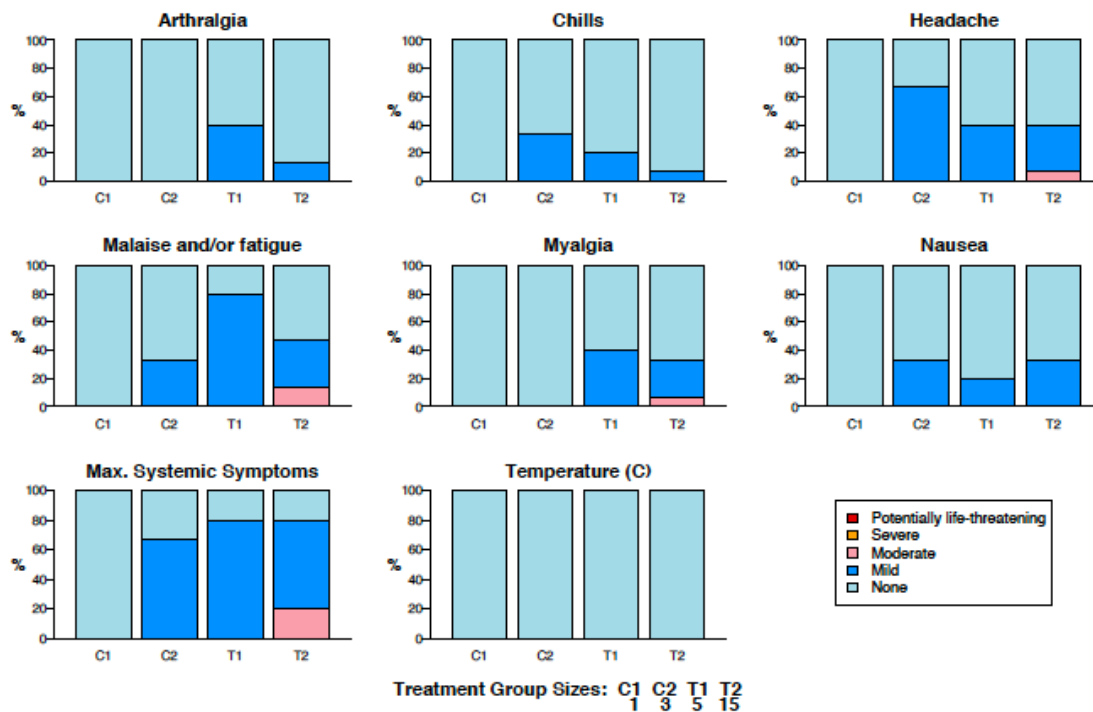 Arthralgia
Chills
Headache
100
80
60
40
20
0
%
C1 C2 T1 T2
100
80
60
40
20
0
%
C1 C2 T1 T2
100
80
60
40
20
0
%
C1 C2 T1 T2
Malaise and/or fatigue
Myalgia
Nausea
100
80
60
40
20
0
%
C1 C2 T1 T2
100
80
60
40
20
0
%
C1 C2 T1 T2
100
80
60
40
20
0
%
C1 C2 T1 T2
Max. Systemic Symptoms
Temperature (C)
100
80
60
40
20
0
%
C1 C2 T1 T2
100
80
60
40
20
0
%
C1 C2 T1 T2
Potentially life-threatening
Severe
Moderate
Mild
None
Treatment Group Sizes: C1 C2 T1 T2
1 3 5 15